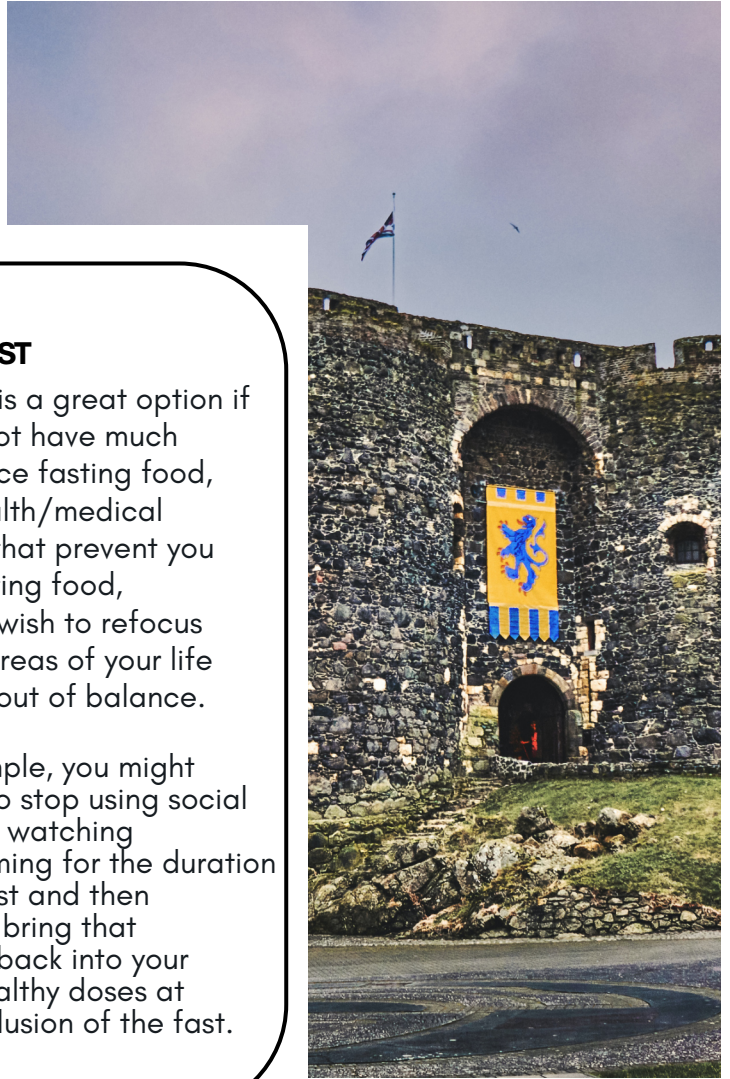 ST
is a great option if
ot have much
ce fasting food,
lth/medical
hat prevent you
ing food,
wish to refocus
reas of your life
out of balance.
ple, you might
o stop using social
watching
ming for the duration
st and then
bring that
back into your
althy doses at
lusion of the fast.